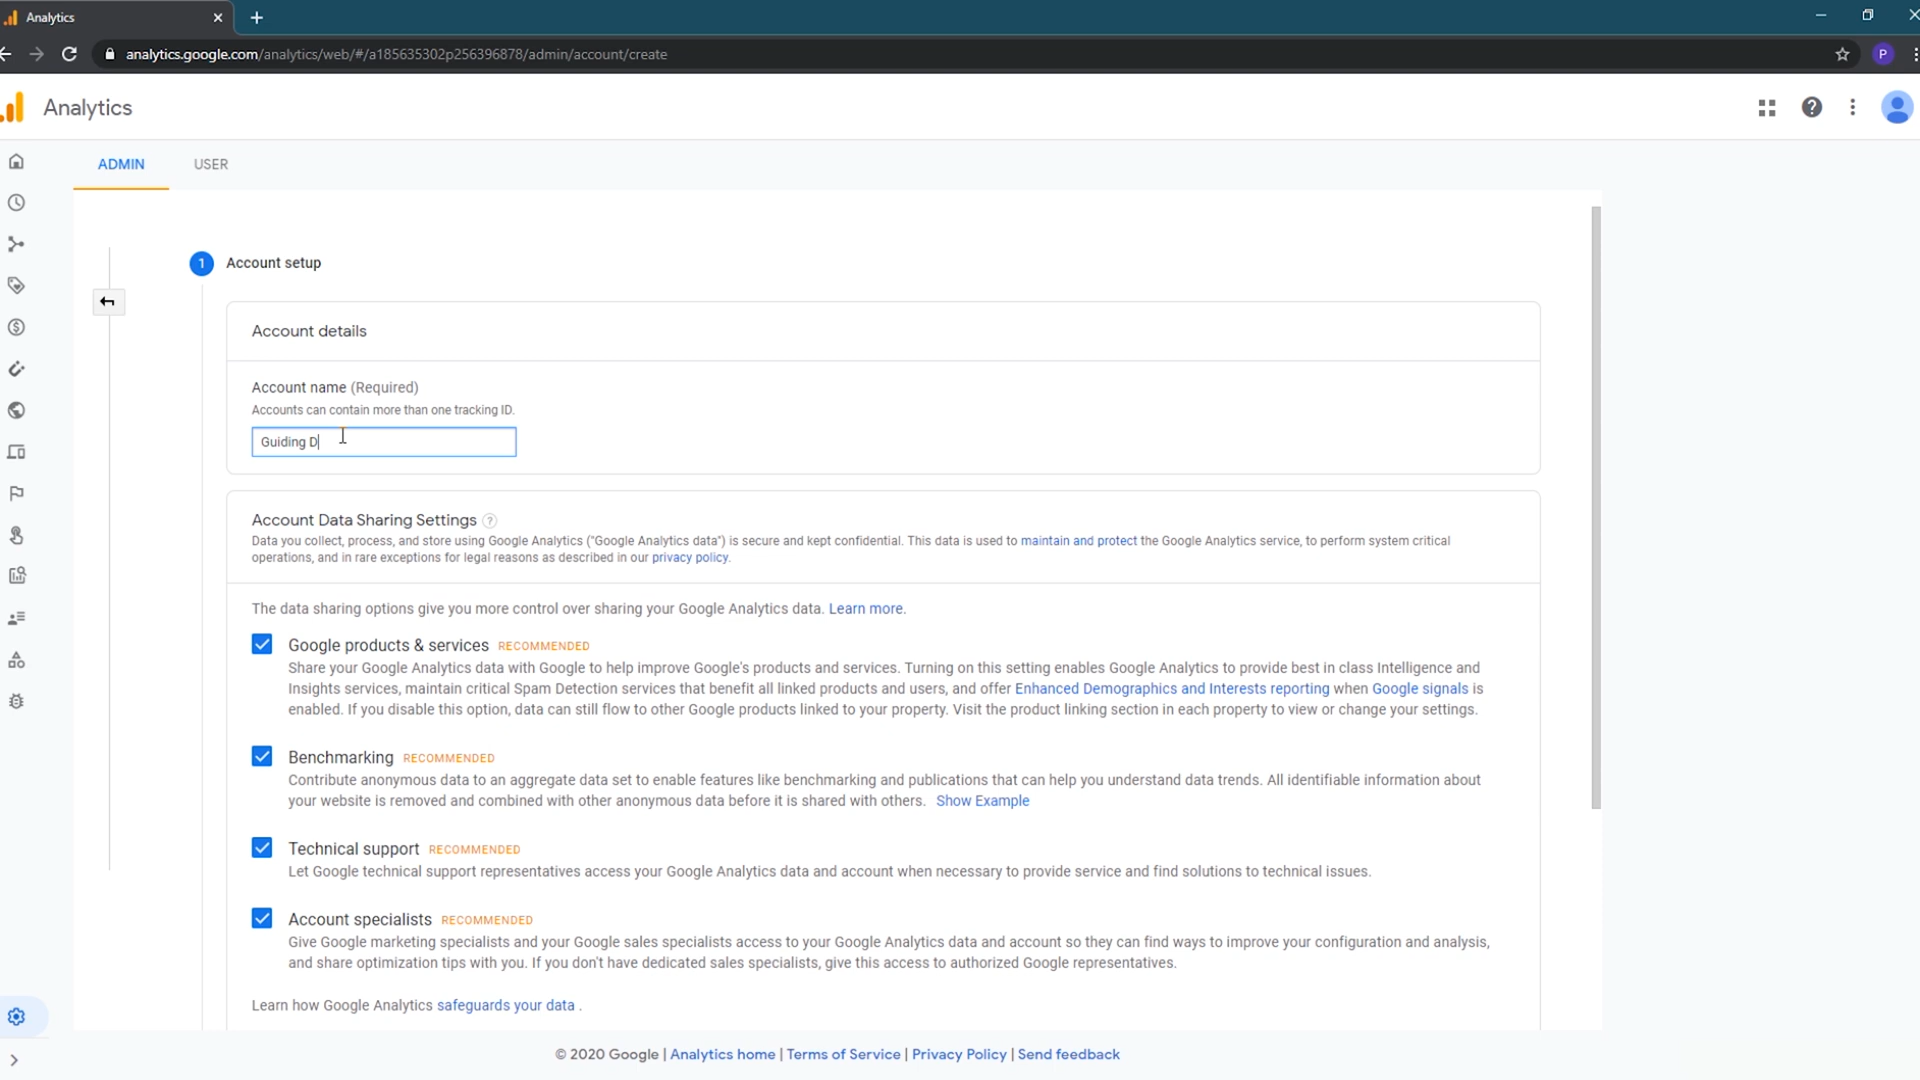 Analytics
analytics.google.com/analytics/web/#/a185635302p256396878/admin/account/create
P
Analytics
ADMIN
USER
1
Account setup
Account details
Account name (Required)
Accounts can contain more than one tracking ID.
Guiding D
Account Data Sharing Settings ?
Data you collect, process, and store using Google Analytics ("Google Analytics data") is secure and kept confidential. This data is used to maintain and protect the Google Analytics service, to perform system critical
operations, and in rare exceptions for legal reasons as described in our privacy policy.
The data sharing options give you more control over sharing your Google Analytics data. Learn more.
Google products & services RECOMMENDED
Share your Google Analytics data with Google to help improve Google's products and services. Turning on this setting enables Google Analytics to provide best in class Intelligence and
Insights services, maintain critical Spam Detection services that benefit all linked products and users, and offer Enhanced Demographics and Interests reporting when Google signals is
enabled. If you disable this option, data can still flow to other Google products linked to your property. Visit the product linking section in each property to view or change your settings.
Benchmarking RECOMMENDED
Contribute anonymous data to an aggregate data set to enable features like benchmarking and publications that can help you understand data trends. All identifiable information about
your website is removed and combined with other anonymous data before it is shared with others. Show Example
Technical support RECOMMENDED
Let Google technical support representatives access your Google Analytics data and account when necessary to provide service and find solutions to technical issues.
Account specialists RECOMMENDED
Give Google marketing specialists and your Google sales specialists access to your Google Analytics data and account so they can find ways to improve your configuration and analysis,
and share optimization tips with you. If you don't have dedicated sales specialists, give this access to authorized Google representatives.
Learn how Google Analytics safeguards your data .
© 2020 Google | Analytics home | Terms of Service | Privacy Policy | Send feedback